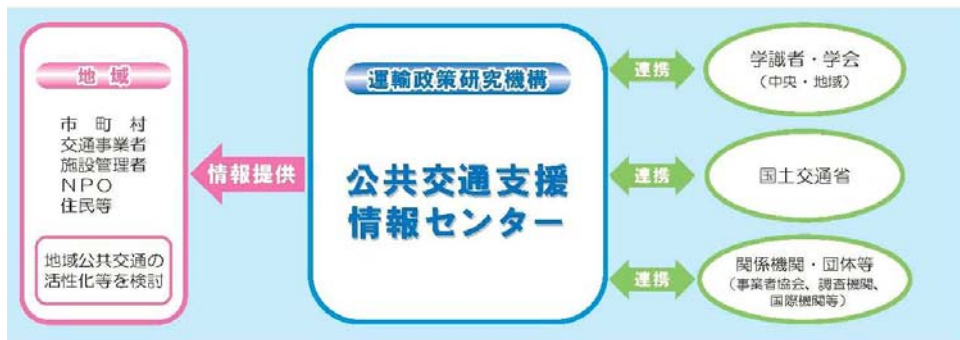 地域
市町村
交通事業者
施設管理者
NPO
住民等
地域公共交通の
活性化等を検討
情報提供
運輸政策研究機構
公共交通支援
情報センター
連携
学識者・学会
（中央・地域）
連携
国土交通省
連携
関係機関・団体等
（事業者協会、調査機関、
国際機関等）